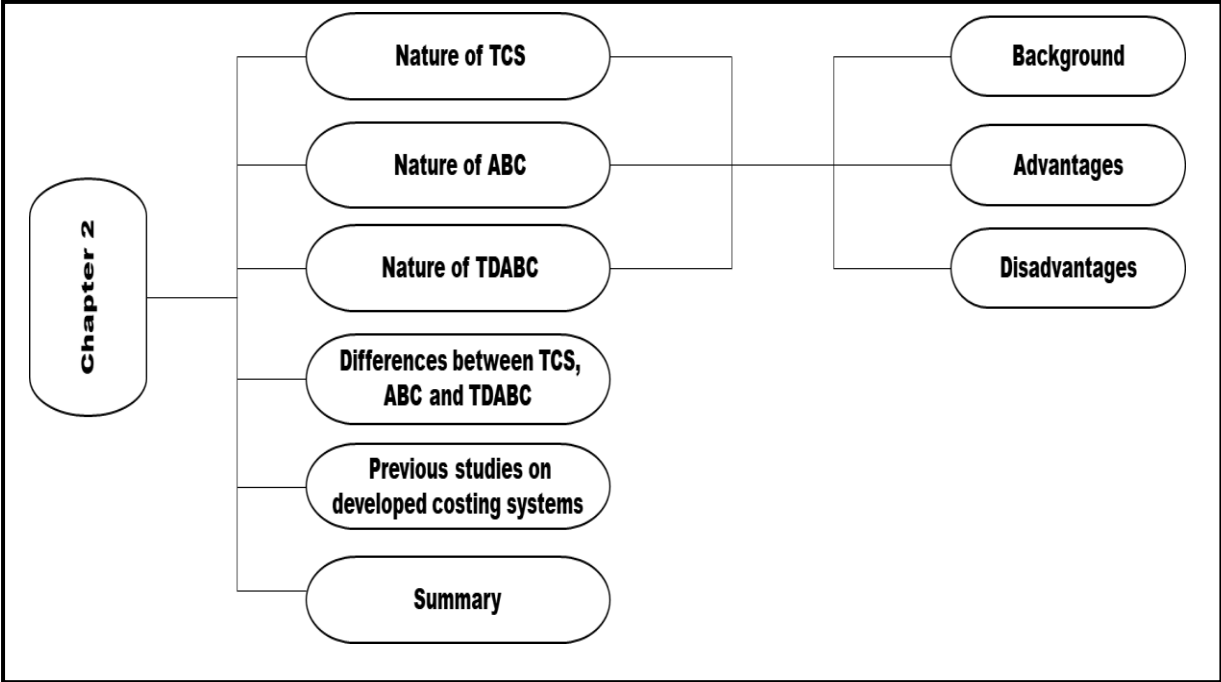 Chapter 2
Nature of TCS
Nature of ABC
Nature of TDABC
Differences between TCS,
ABC and TDABC
Previous studies on
developed costing systems
Summary
Background
Advantages
Disadvantages